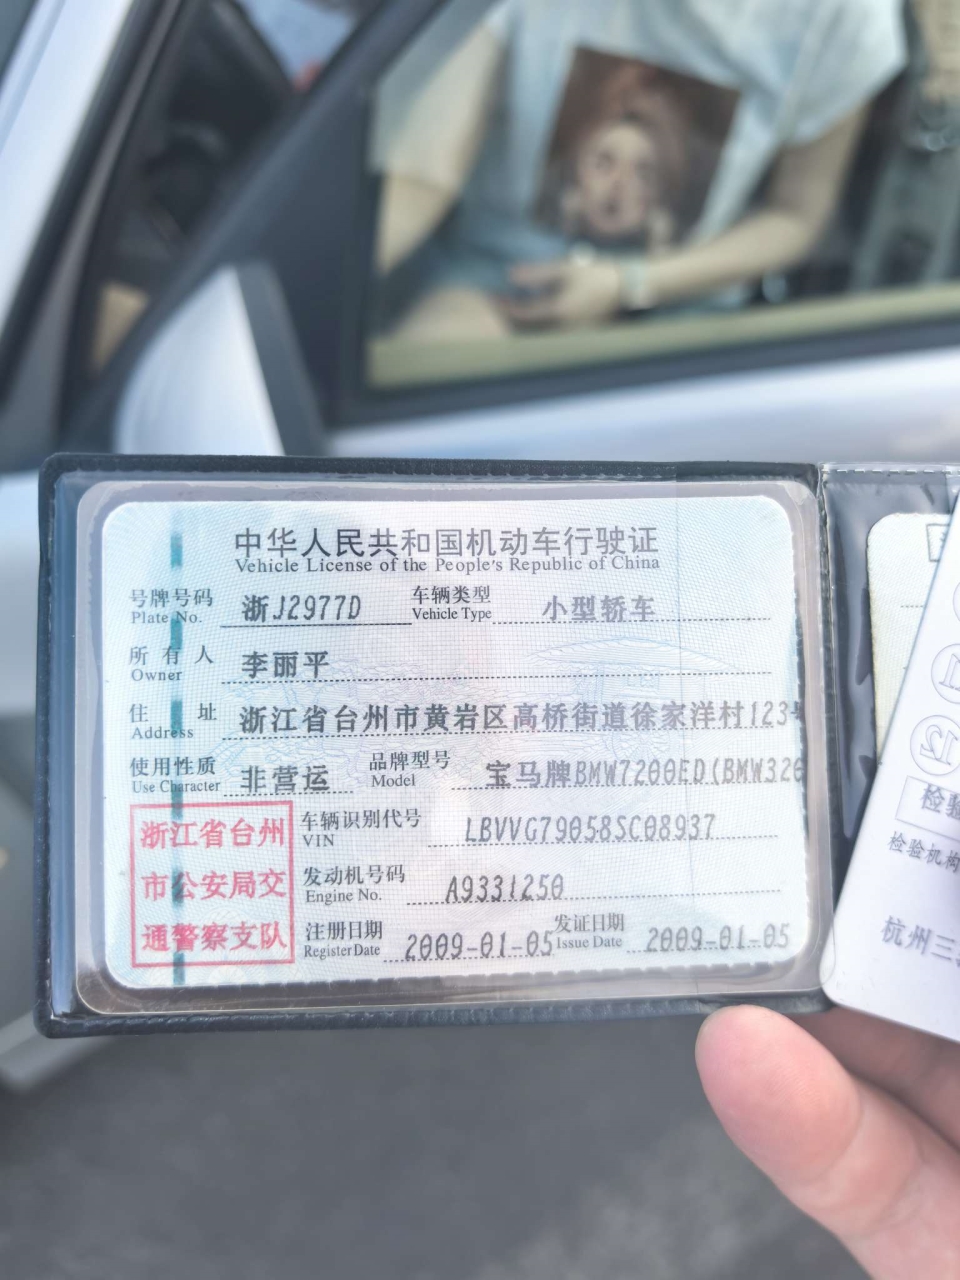 中华人民共和国机动车行驶证
Vehicle License of the People's Republic of China
号牌号码 浙J2977D 车辆类型 小型轿车
Plate No. Vehicle Type
所有人 李丽平
Owner
住址 浙江省台州市黄岩区高桥街道徐家洋村123号
Address
使用性质 非营运 品牌型号 宝马牌BMW7200ED(BMW320
Use Character Model
浙江省台州
市公安局交
通警察支队
车辆识别代号 LBVVG79058SC08937
VIN
发动机号码 A9331250
Engine No.
注册日期 2009-01-05 发证日期 2009-01-05
Register Date Issue Date
12
检验
检验机构
杭州三